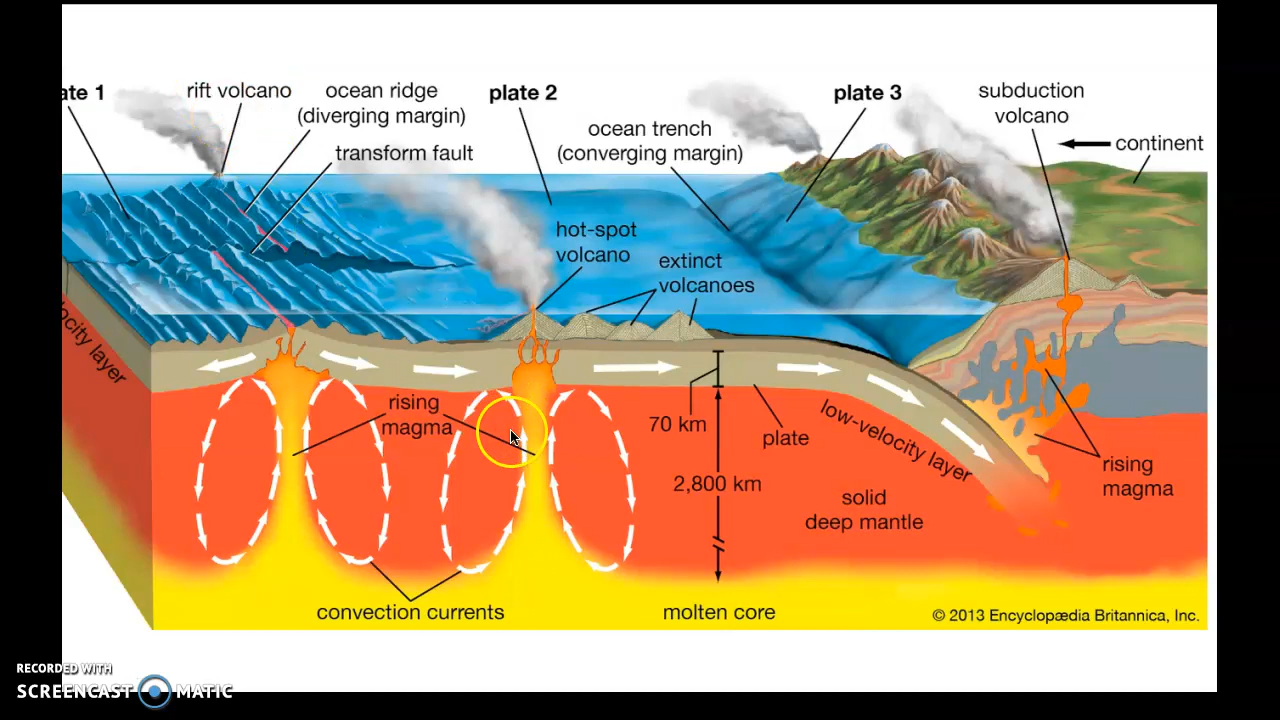 ate 1
rift volcano
ocean ridge
(diverging margin)
transform fault
plate 2
ocean trench
(converging margin)
plate 3
subduction
volcano
continent
hot-spot
volcano
extinct
volcanoes
ocity layer
rising
magma
70 km
plate
low-velocity layer
2,800 km
solid
deep mantle
rising
magma
convection currents
molten core
© 2013 Encyclopædia Britannica, Inc.
RECORDED WITH
SCREENCAST MATIC